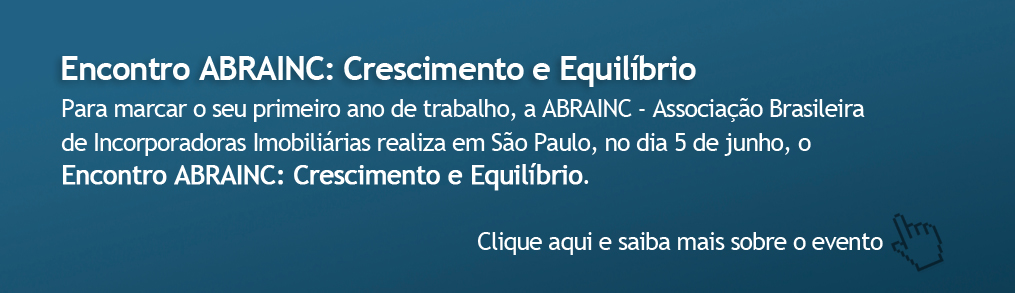 Encontro ABRAINC: Crescimento e Equilíbrio
Para marcar o seu primeiro ano de trabalho, a ABRAINC - Associação Brasileira
de Incorporadoras Imobiliárias realiza em São Paulo, no dia 5 de junho, o
Encontro ABRAINC: Crescimento e Equilíbrio.
Clique aqui e saiba mais sobre o evento